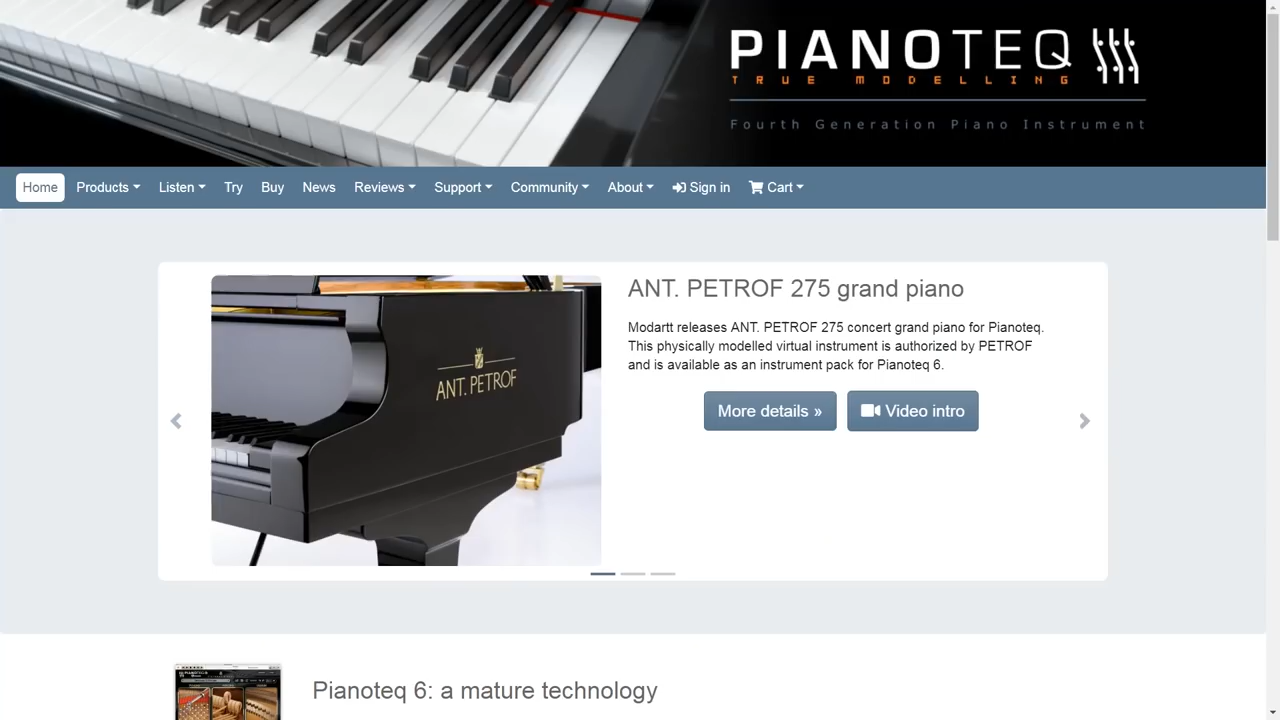 PIANOTEQ
TRUE MODELLING
Fourth Generation Piano Instrument
Home Products Listen Try Buy News Reviews Support Community About Sign in Cart
ANT. PETROF
ANT. PETROF 275 grand piano
Modartt releases ANT. PETROF 275 concert grand piano for Pianoteq.
This physically modelled virtual instrument is authorized by PETROF
and is available as an instrument pack for Pianoteq 6.
More details » Video intro
PIANOTEQ
Pianoteq 6: a mature technology